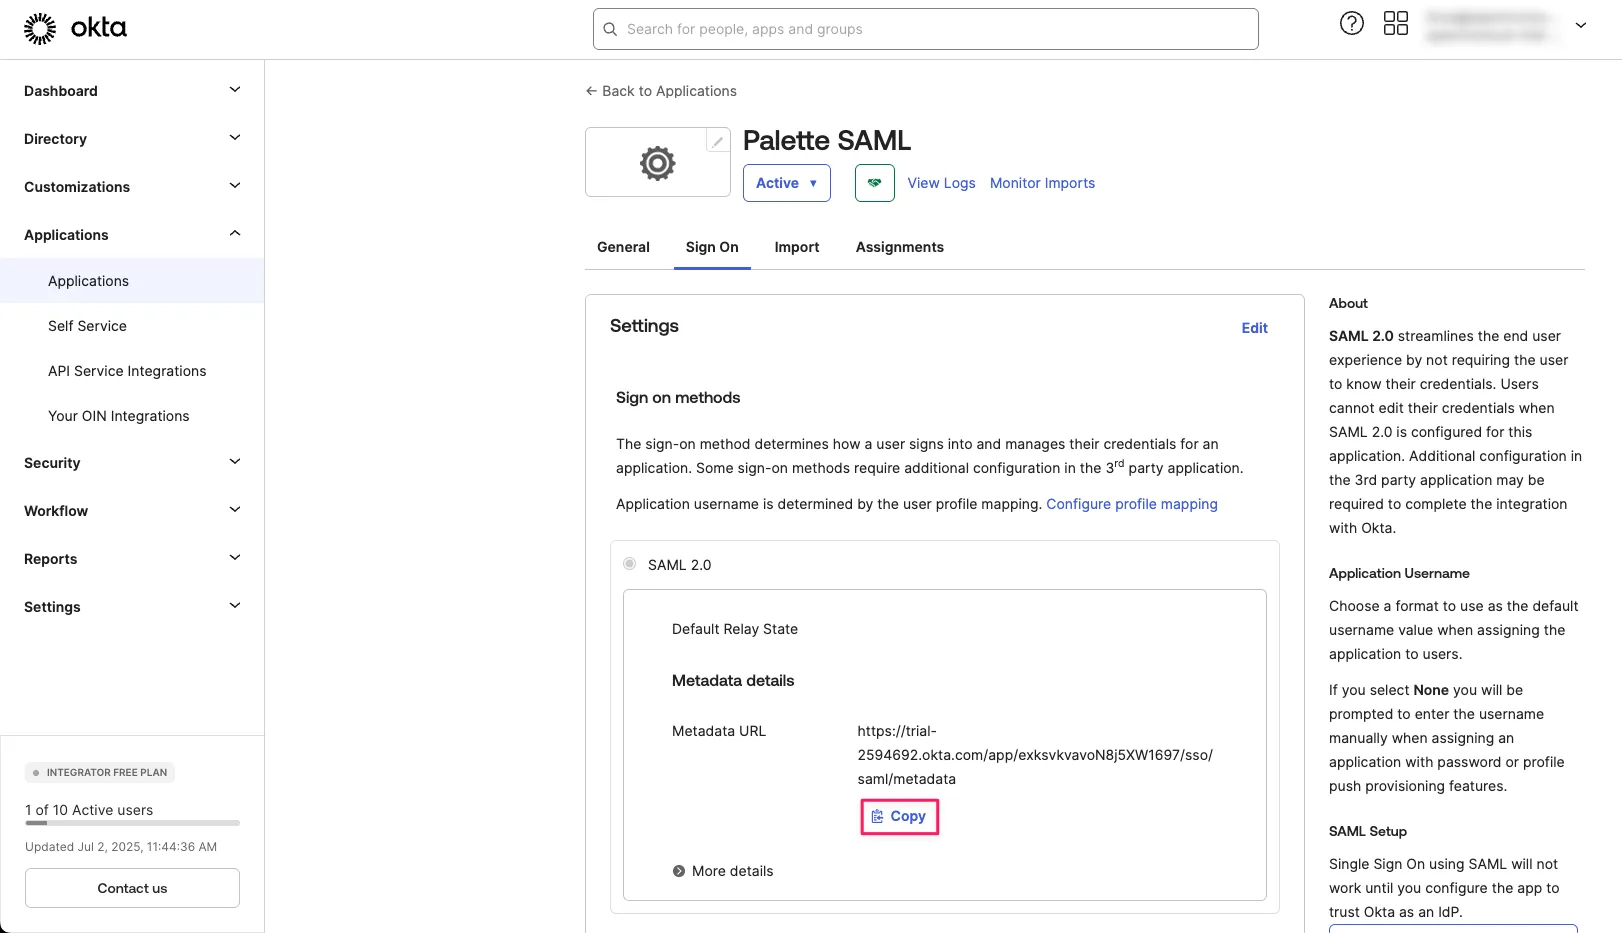 okta
Search for people, apps and groups
Dashboard
Directory
Customizations
Applications
Applications
Self Service
API Service Integrations
Your OIN Integrations
Security
Workflow
Reports
Settings
INTEGRATOR FREE PLAN
1 of 10 Active users
Updated Jul 2, 2025, 11:44:36 AM
Contact us
← Back to Applications
Palette SAML
Active ▼
View Logs
Monitor Imports
General
Sign On
Import
Assignments
Settings
Edit
Sign on methods
The sign-on method determines how a user signs into and manages their credentials for an
application. Some sign-on methods require additional configuration in the 3rd party application.
Application username is determined by the user profile mapping. Configure profile mapping
SAML 2.0
Default Relay State
Metadata details
Metadata URL
https://trial-
2594692.okta.com/app/exksvkvavoN8j5XW1697/sso/
saml/metadata
Copy
More details
About
SAML 2.0 streamlines the end user
experience by not requiring the user
to know their credentials. Users
cannot edit their credentials when
SAML 2.0 is configured for this
application. Additional configuration in
the 3rd party application may be
required to complete the integration
with Okta.
Application Username
Choose a format to use as the default
username value when assigning the
application to users.
If you select None you will be
prompted to enter the username
manually when assigning an
application with password or profile
push provisioning features.
SAML Setup
Single Sign On using SAML will not
work until you configure the app to
trust Okta as an IdP.